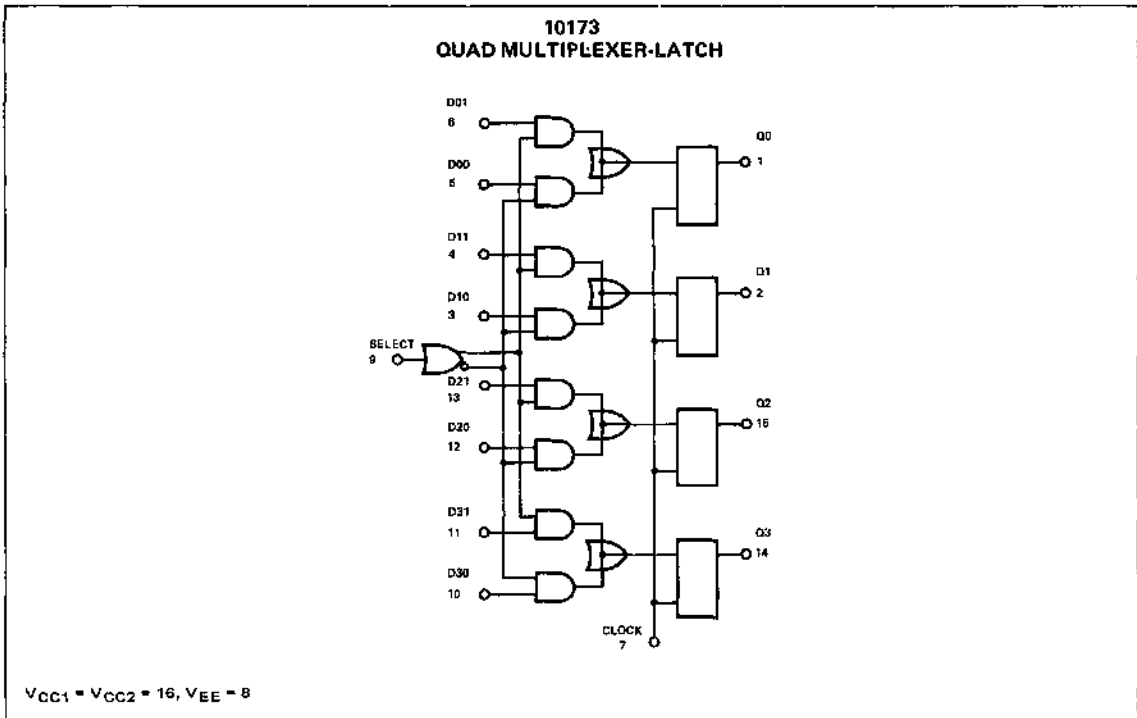 10173
QUAD MULTIPLEXER-LATCH
D01
6
Q0
1
D00
5
D11
4
Q1
2
D10
3
SELECT
9
D21
13
Q2
15
D20
12
D31
11
Q3
14
D30
10
CLOCK
7
VCC1 = VCC2 = 16, VEE = 8